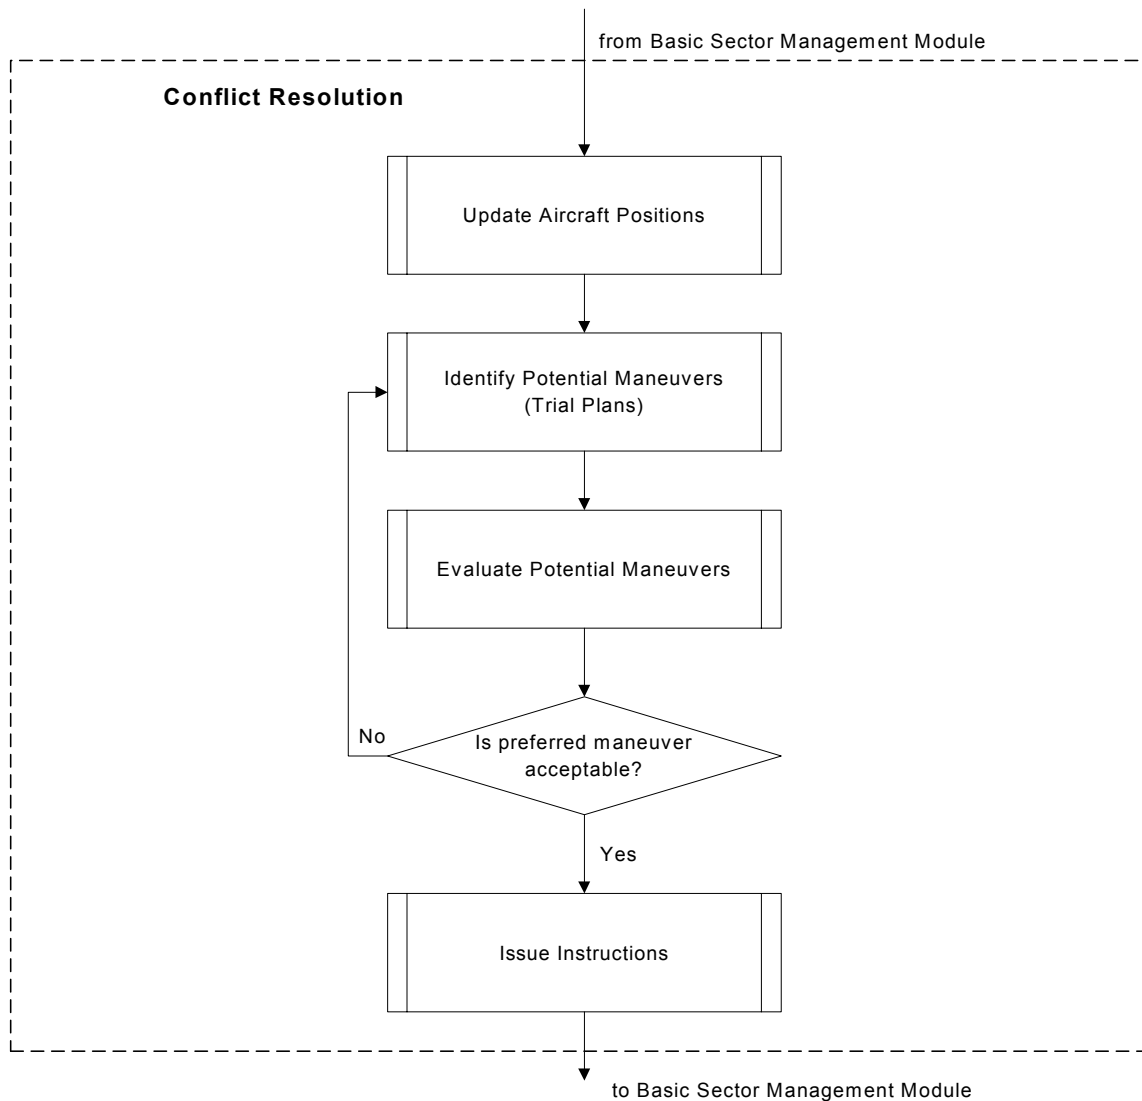 from Basic Sector Management Module
Conflict Resolution
Update Aircraft Positions
Identify Potential Maneuvers
(Trial Plans)
Evaluate Potential Maneuvers
No
Is preferred maneuver
acceptable?
Yes
Issue Instructions
to Basic Sector Management Module